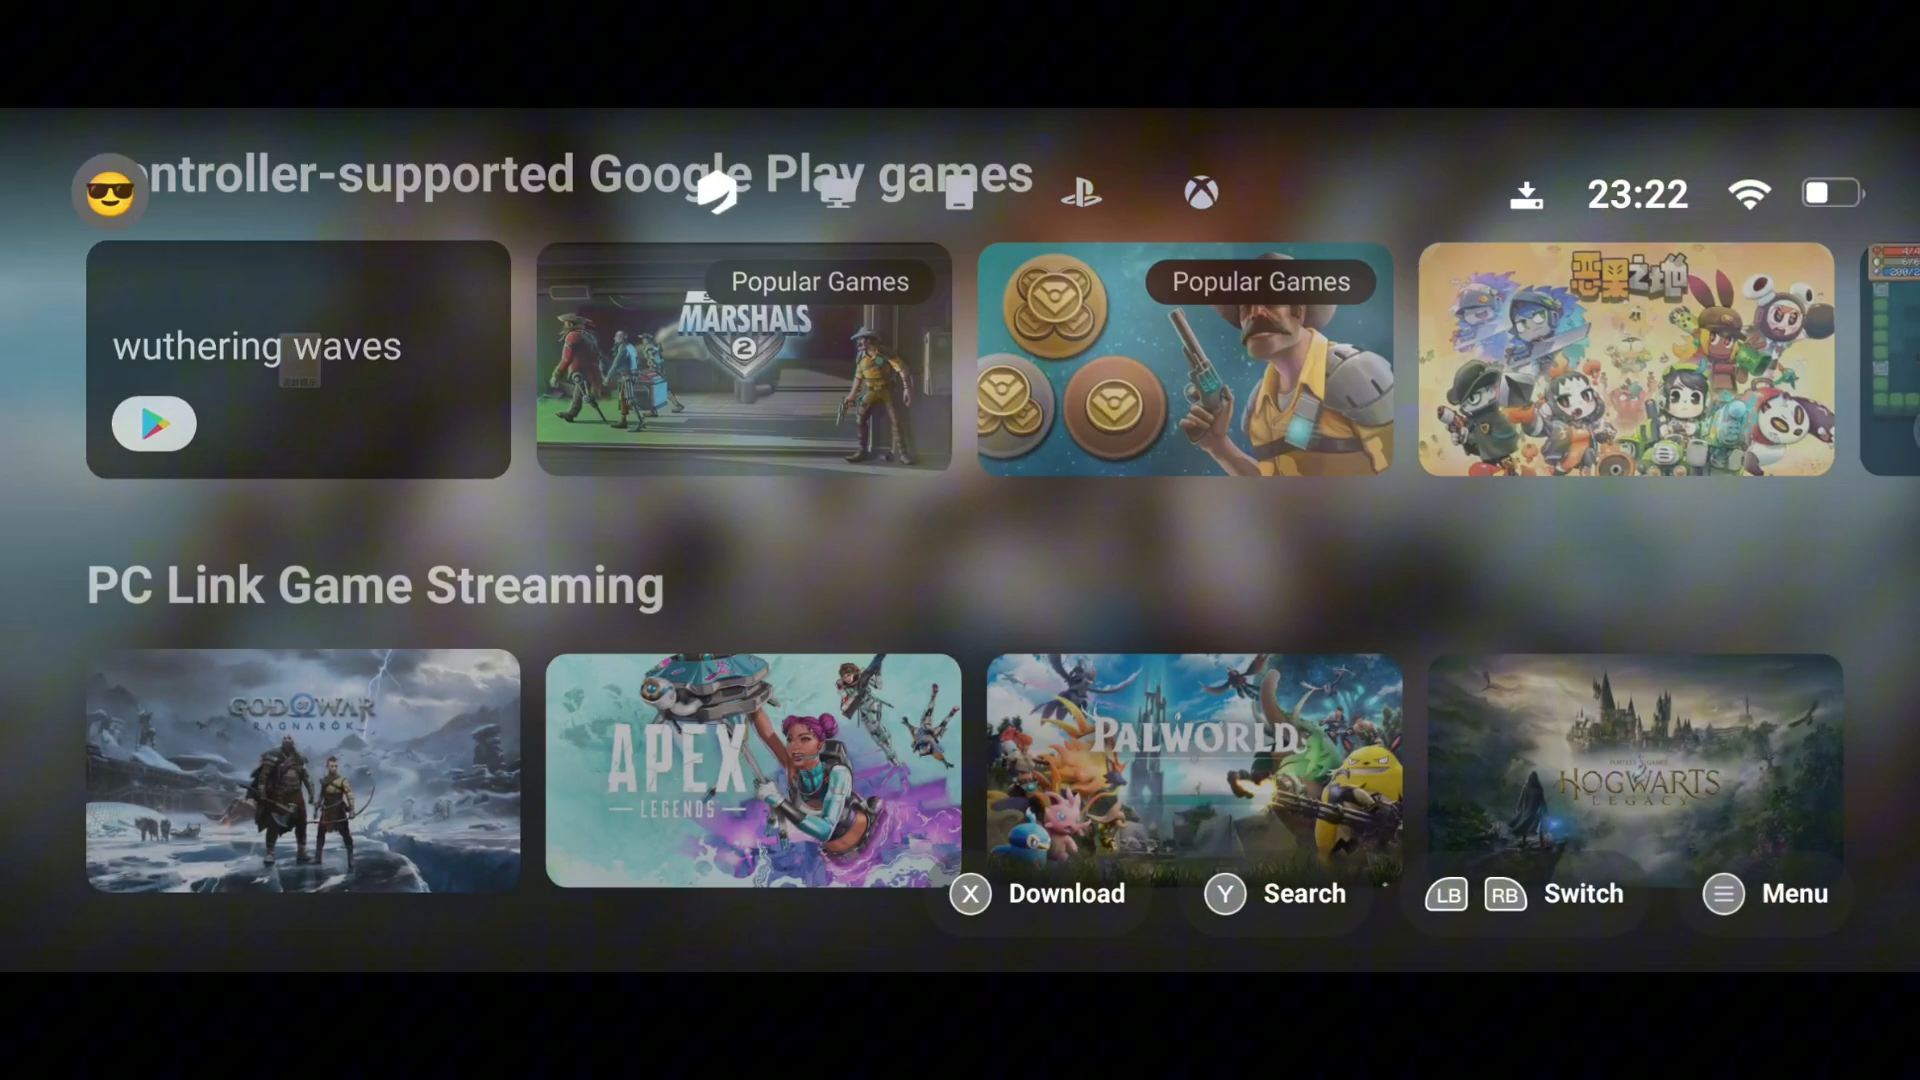 ontroller-supported Google Play games
23:22
wuthering waves
Popular Games
MARSHALS
2
Popular Games
恶果之地
PC Link Game Streaming
GOD OF WAR
RAGNARÖK
APEX
LEGENDS
PALWORLD
HOGWARTS
LEGACY
X Download
Y Search
LB RB Switch
Menu